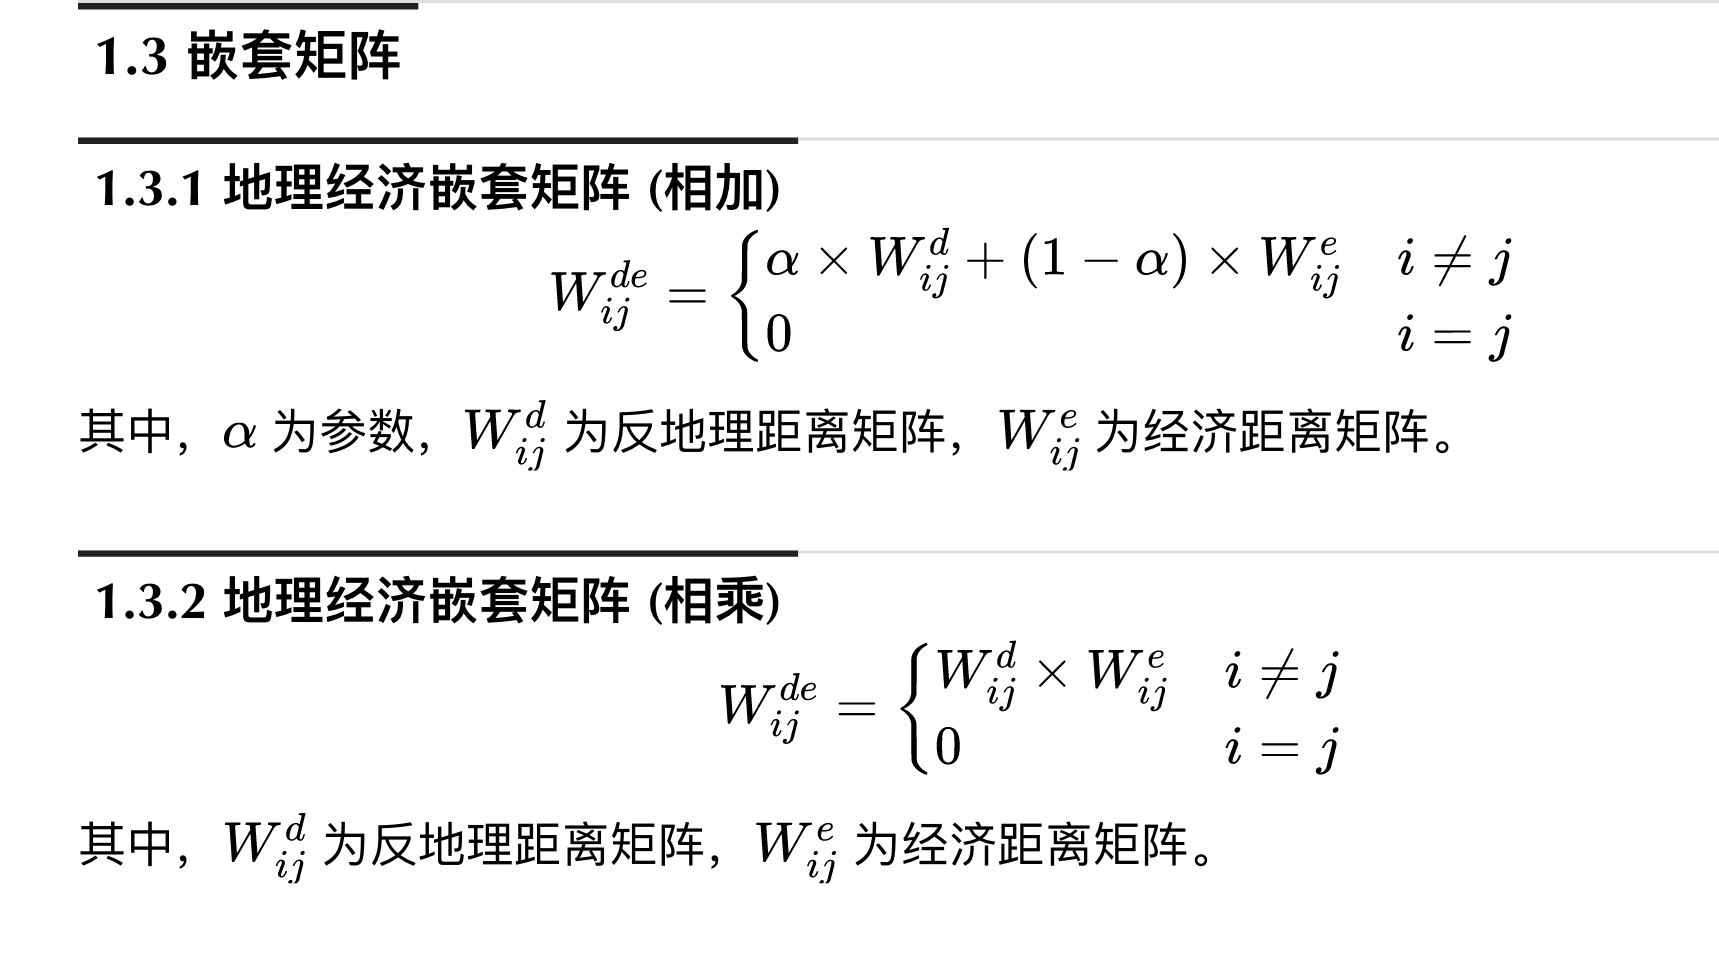 1.3 嵌套矩阵
1.3.1 地理经济嵌套矩阵 (相加)
$W_{ij}^{de} = \begin{cases} \alpha \times W_{ij}^{d} + (1 - \alpha) \times W_{ij}^{e} & i \neq j \\ 0 & i = j \end{cases}$
其中，$\alpha$ 为参数，$W_{ij}^{d}$ 为反地理距离矩阵，$W_{ij}^{e}$ 为经济距离矩阵。
1.3.2 地理经济嵌套矩阵 (相乘)
$W_{ij}^{de} = \begin{cases} W_{ij}^{d} \times W_{ij}^{e} & i \neq j \\ 0 & i = j \end{cases}$
其中，$W_{ij}^{d}$ 为反地理距离矩阵，$W_{ij}^{e}$ 为经济距离矩阵。